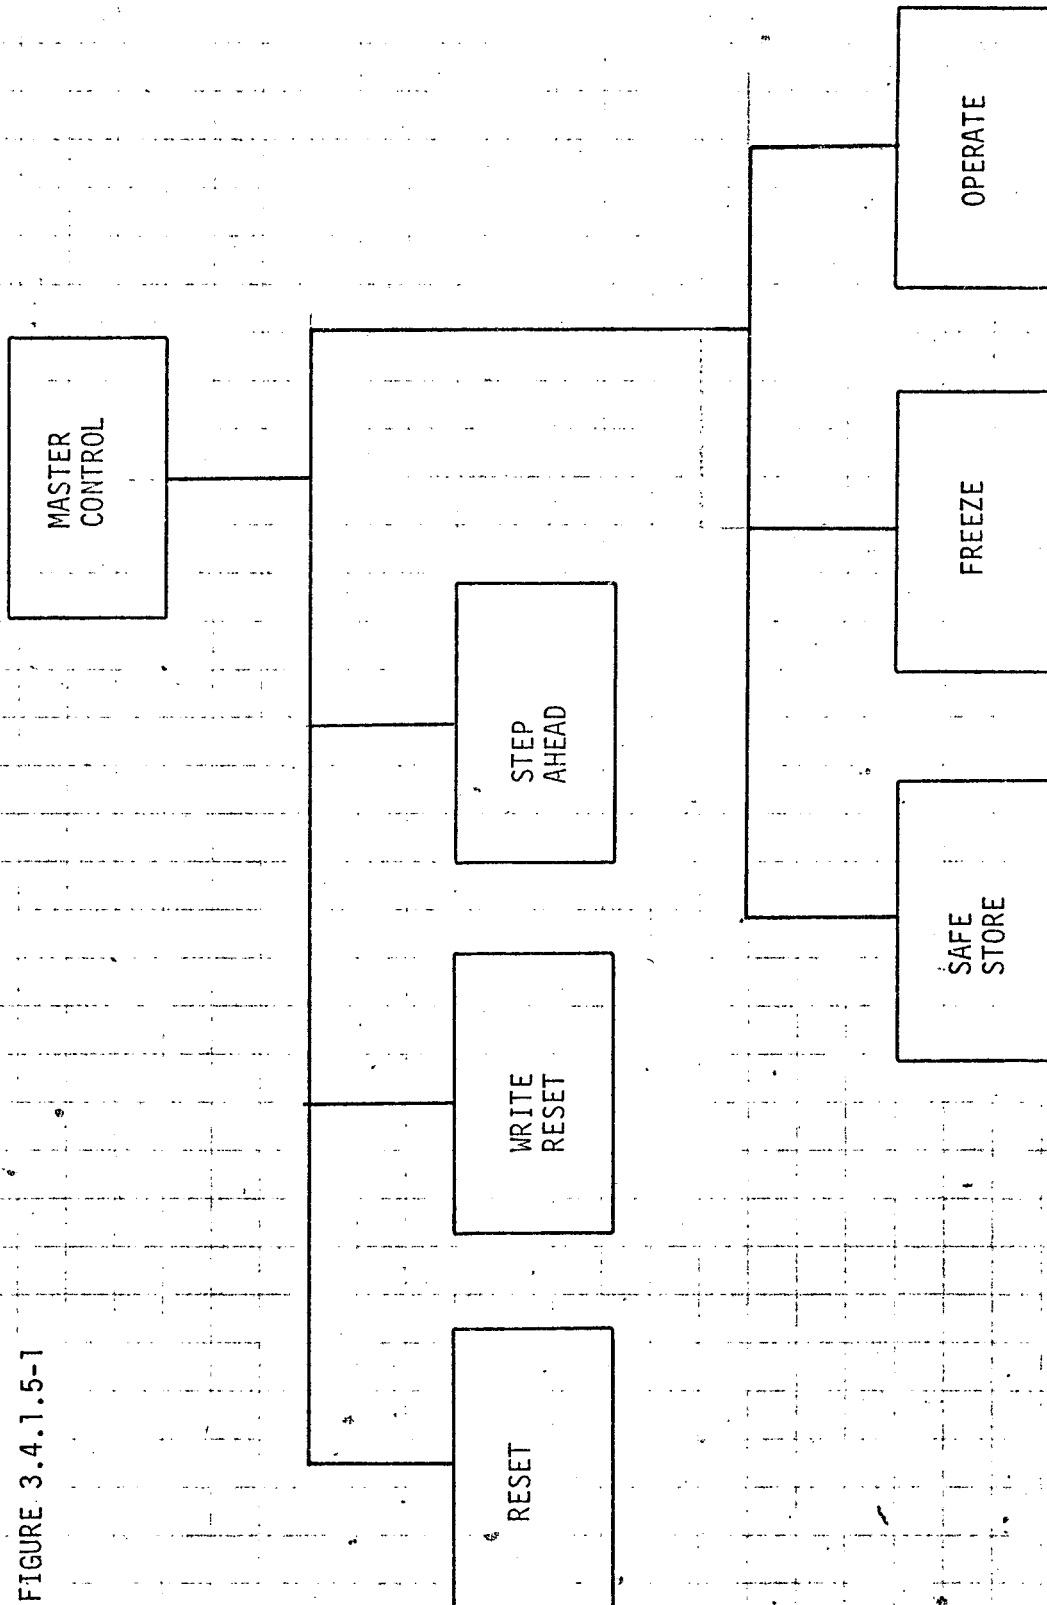 FIGURE 3.4.1.5-1
MASTER
CONTROL
RESET
WRITE
RESET
STEP
AHEAD
SAFE
STORE
FREEZE
OPERATE